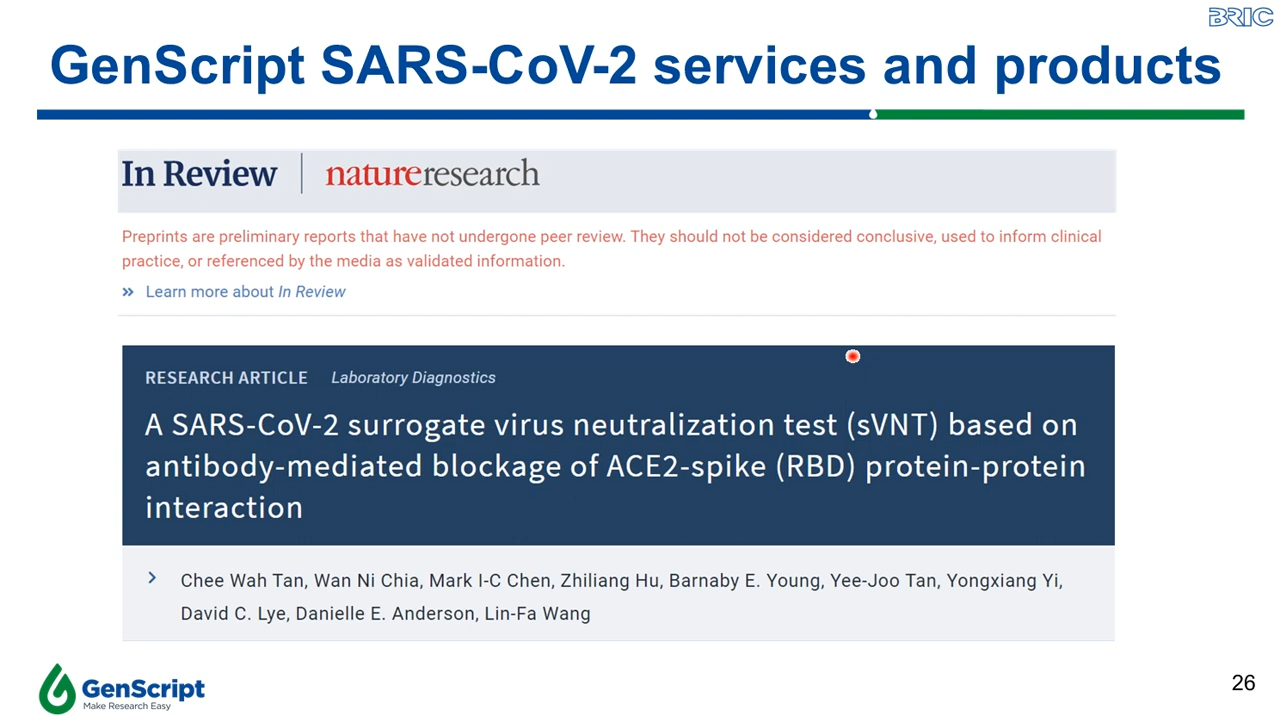 BRIC
GenScript SARS-CoV-2 services and products
In Review | natureresearch
Preprints are preliminary reports that have not undergone peer review. They should not be considered conclusive, used to inform clinical
practice, or referenced by the media as validated information.
» Learn more about In Review
RESEARCH ARTICLE Laboratory Diagnostics
A SARS-CoV-2 surrogate virus neutralization test (sVNT) based on
antibody-mediated blockage of ACE2-spike (RBD) protein-protein
interaction
Chee Wah Tan, Wan Ni Chia, Mark I-C Chen, Zhiliang Hu, Barnaby E. Young, Yee-Joo Tan, Yongxiang Yi,
David C. Lye, Danielle E. Anderson, Lin-Fa Wang
GenScript
Make Research Easy
26